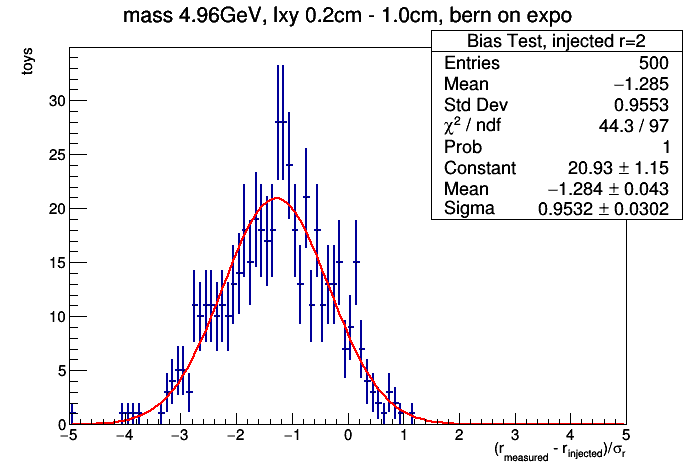 mass 4.96GeV, lxy 0.2cm - 1.0cm, bern on expo
Bias Test, injected r=2
Entries 500
Mean −1.285
Std Dev 0.9553
χ² / ndf 44.3 / 97
Prob 1
Constant 20.93 ± 1.15
Mean −1.284 ± 0.043
Sigma 0.9532 ± 0.0302
toys
30
25
20
15
10
5
0
−5 −4 −3 −2 −1 0 1 2 3 4 5
(r_measured - r_injected)/σ_r